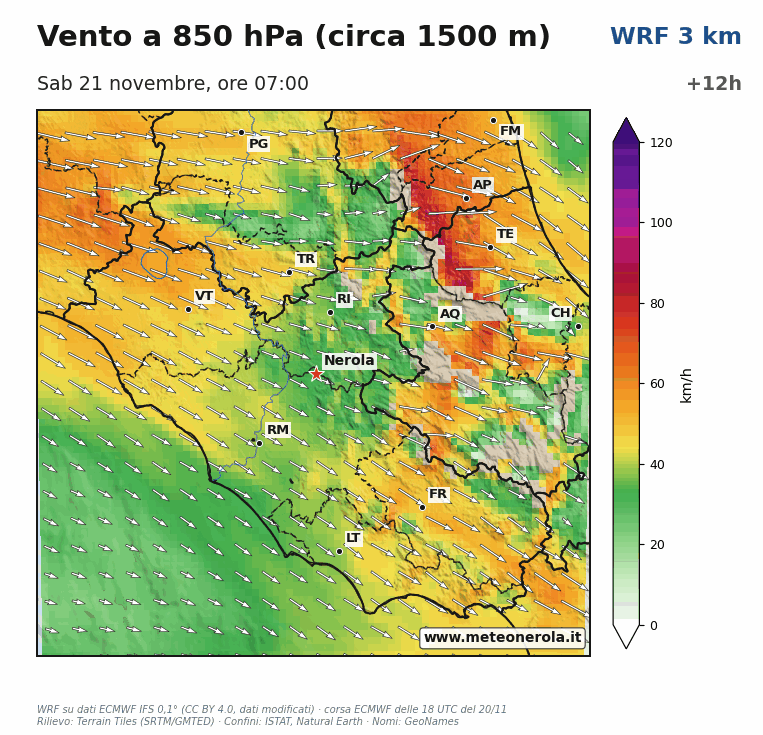 Vento a 850 hPa (circa 1500 m)
WRF 3 km
Sab 21 novembre, ore 07:00
+12h
FM
PG
AP
TE
TR
RI
VT
AQ
CH
Nerola
RM
FR
LT
www.meteonerola.it
120
100
80
60
40
20
0
km/h
WRF su dati ECMWF IFS 0,1° (CC BY 4.0, dati modificati) · corsa ECMWF delle 18 UTC del 20/11
Rilievo: Terrain Tiles (SRTM/GMTED) · Confini: ISTAT, Natural Earth · Nomi: GeoNames